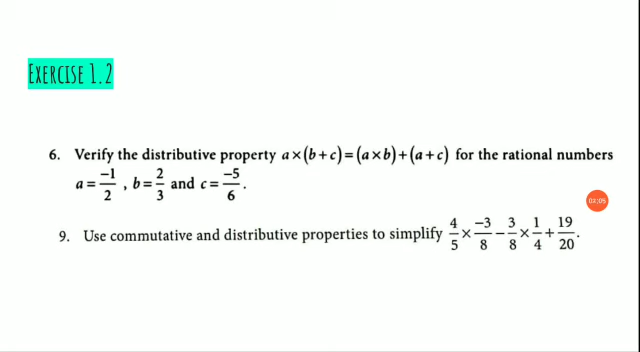 EXERCISE 1.2
6. Verify the distributive property a×(b+c)=(a×b)+(a+c) for the rational numbers
a = -1/2 , b = 2/3 and c = -5/6 .
02:05
9. Use commutative and distributive properties to simplify 4/5 × -3/8 - 3/8 × 1/4 + 19/20 .